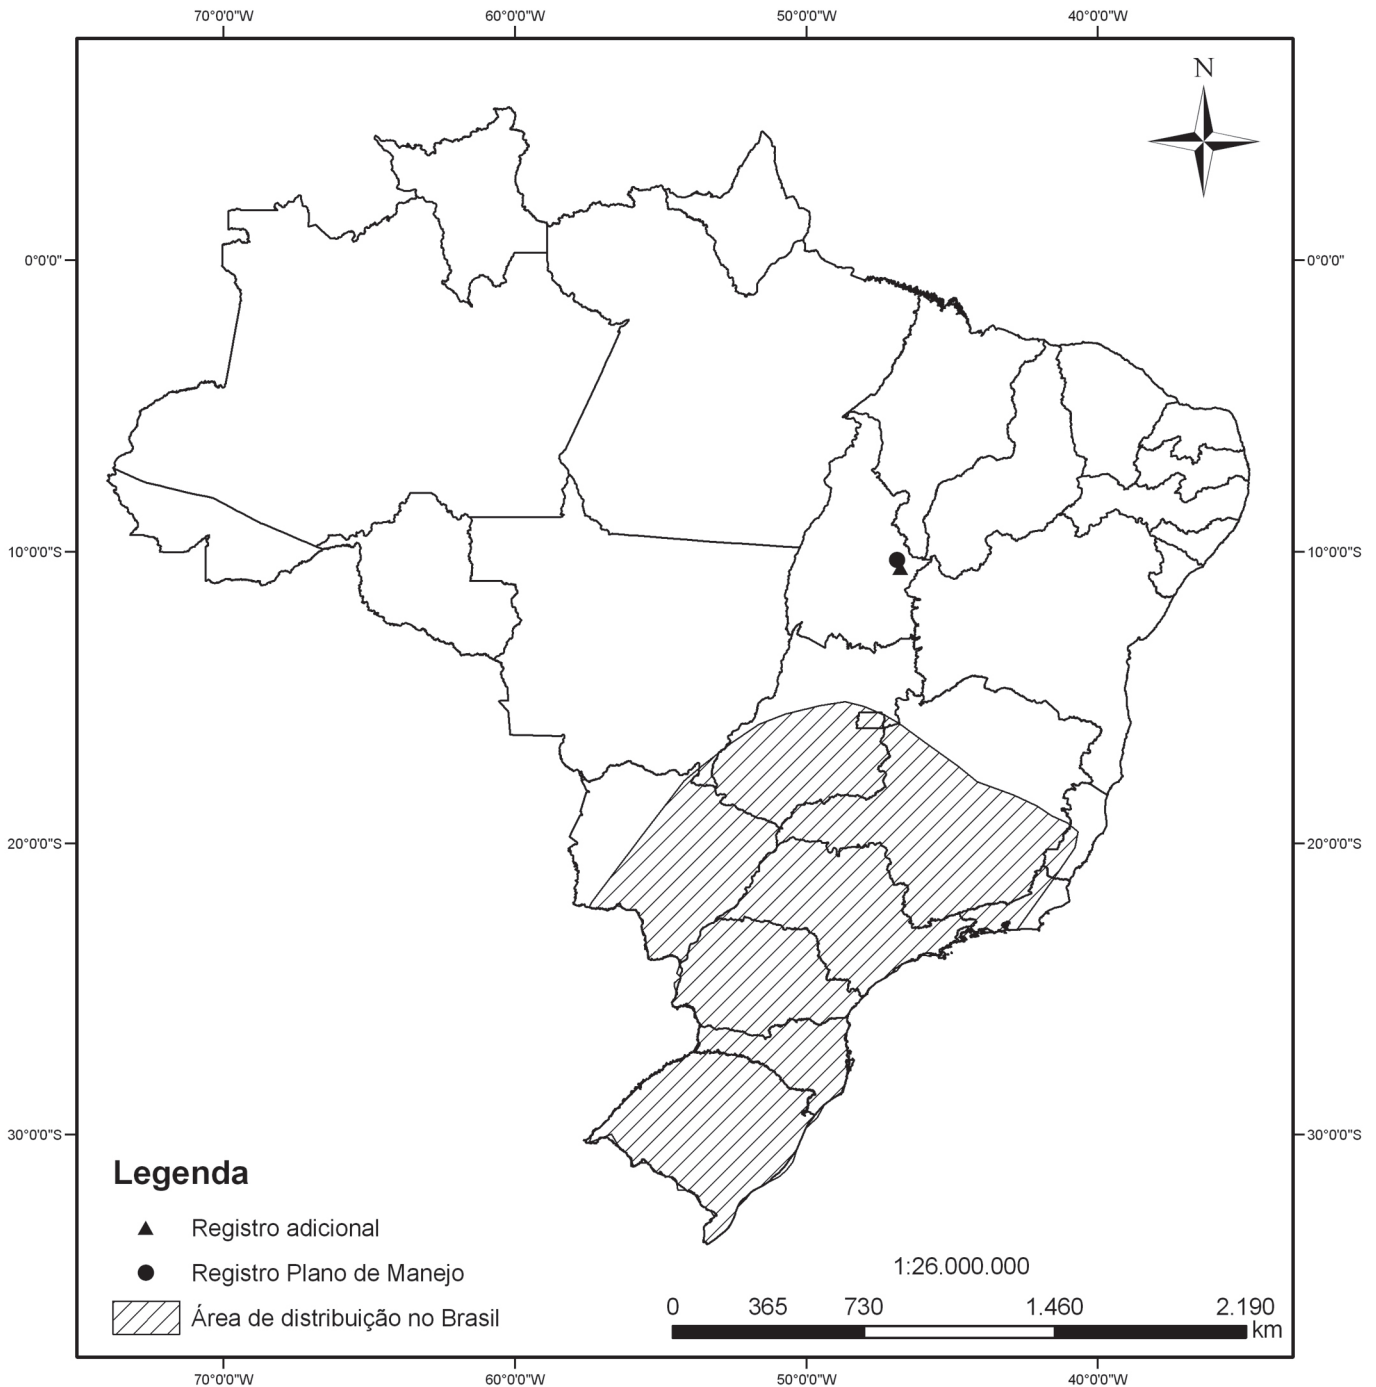 70°0'0"W 60°0'0"W 50°0'0"W 40°0'0"W
N
0°0'0" 0°0'0"
10°0'0"S 10°0'0"S
20°0'0"S 20°0'0"S
30°0'0"S 30°0'0"S
Legenda
Registro adicional
Registro Plano de Manejo
Área de distribuição no Brasil
1:26.000.000
0 365 730 1.460 2.190
km
70°0'0"W 60°0'0"W 50°0'0"W 40°0'0"W